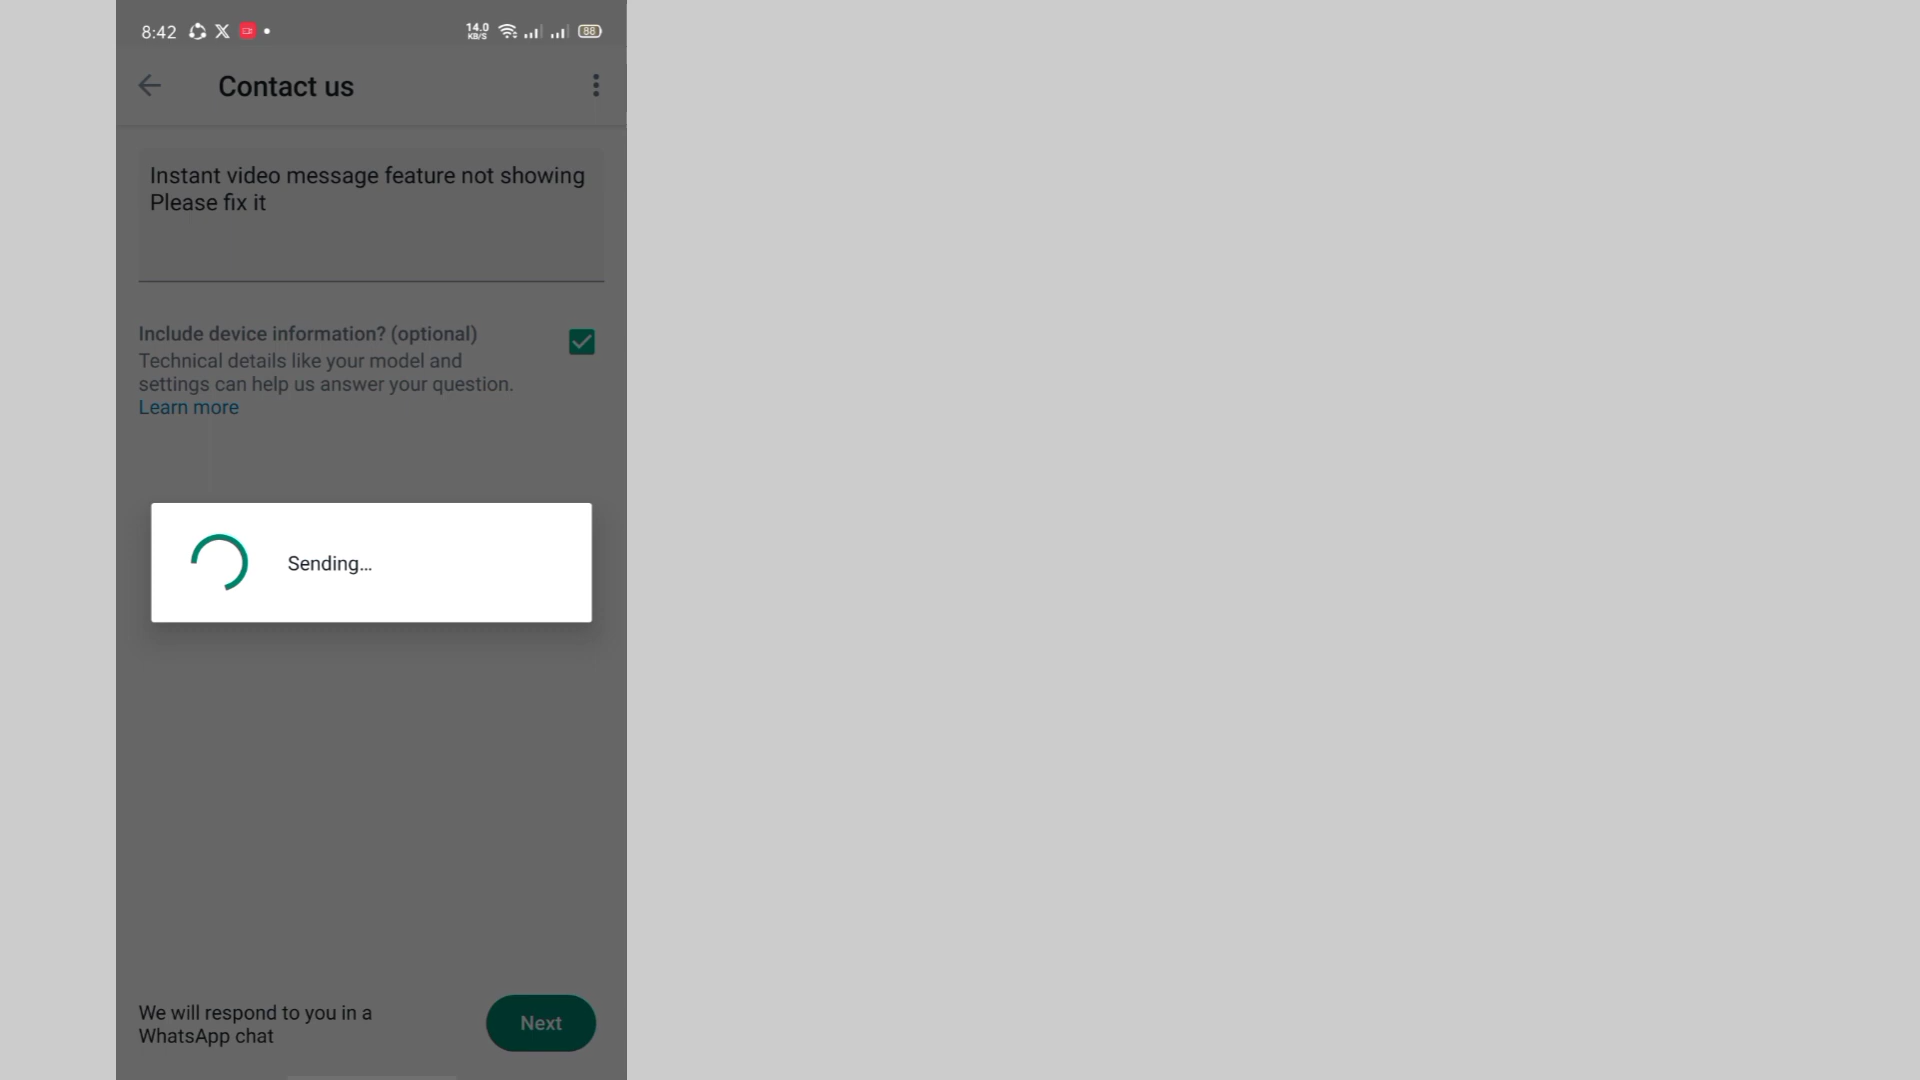 8:42
14.0
KB/S
88
Contact us
Instant video message feature not showing
Please fix it
Include device information? (optional)
Technical details like your model and
settings can help us answer your question.
Learn more
Sending...
We will respond to you in a
WhatsApp chat
Next